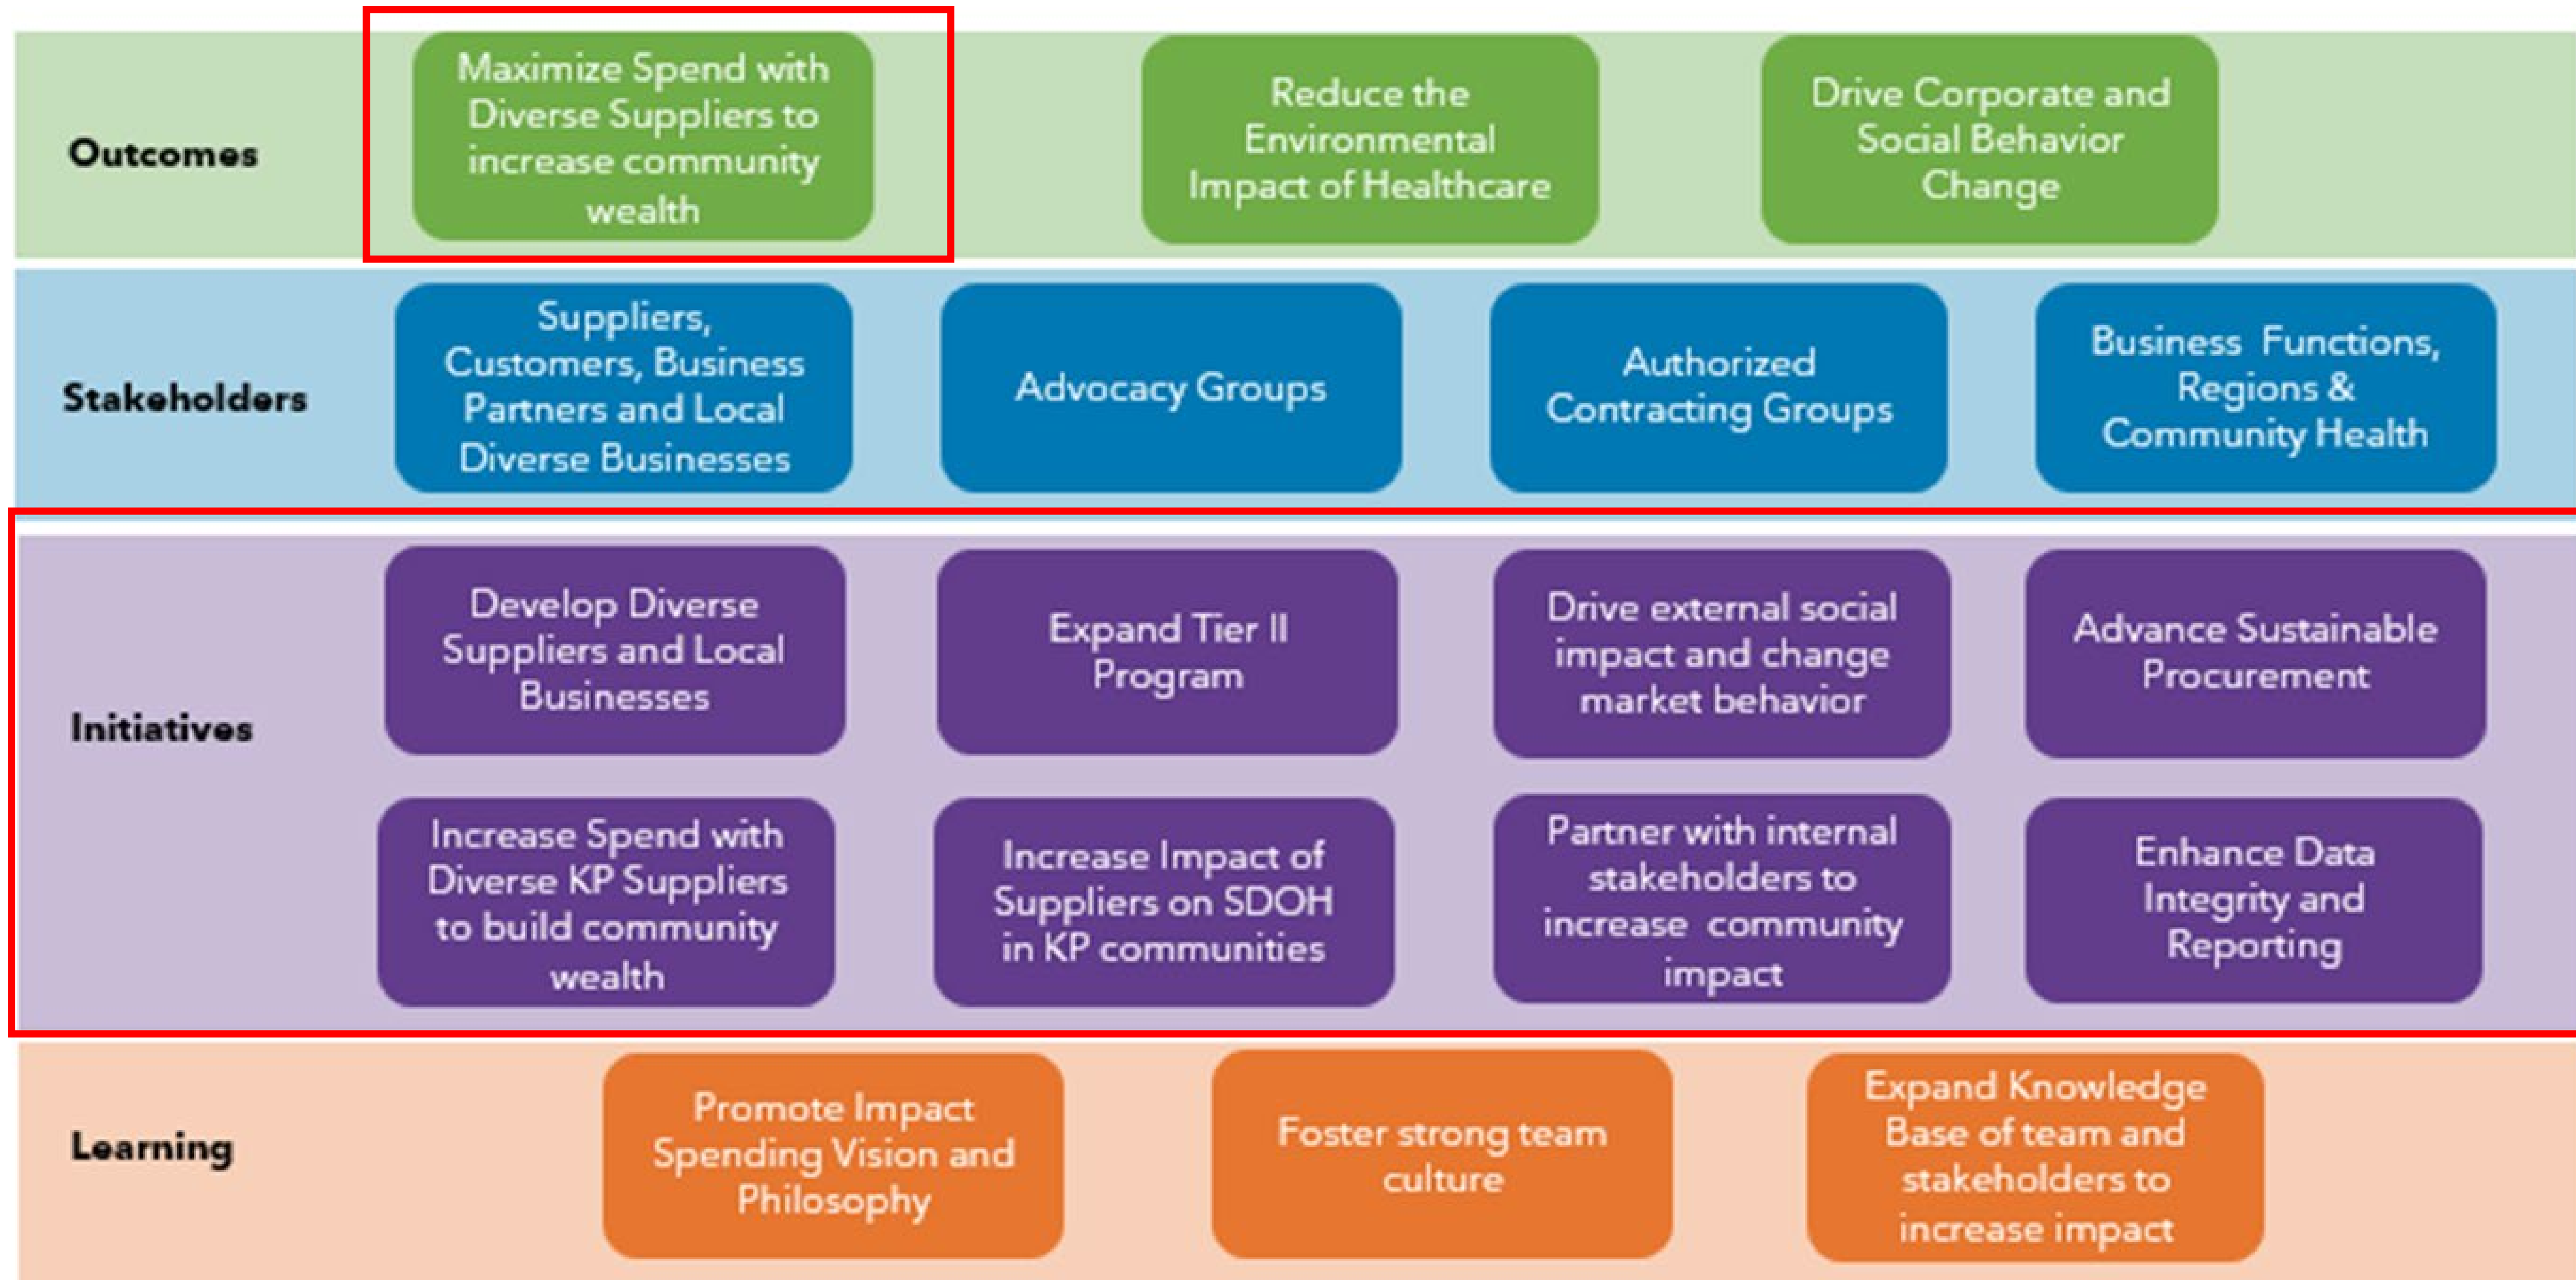 Outcomes
Maximize Spend with
Diverse Suppliers to
increase community
wealth
Reduce the
Environmental
Impact of Healthcare
Drive Corporate and
Social Behavior
Change
Stakeholders
Suppliers,
Customers, Business
Partners and Local
Diverse Businesses
Advocacy Groups
Authorized
Contracting Groups
Business Functions,
Regions &
Community Health
Initiatives
Develop Diverse
Suppliers and Local
Businesses
Expand Tier II
Program
Drive external social
impact and change
market behavior
Advance Sustainable
Procurement
Increase Spend with
Diverse KP Suppliers
to build community
wealth
Increase Impact of
Suppliers on SDOH
in KP communities
Partner with internal
stakeholders to
increase community
impact
Enhance Data
Integrity and
Reporting
Learning
Promote Impact
Spending Vision and
Philosophy
Foster strong team
culture
Expand Knowledge
Base of team and
stakeholders to
increase impact